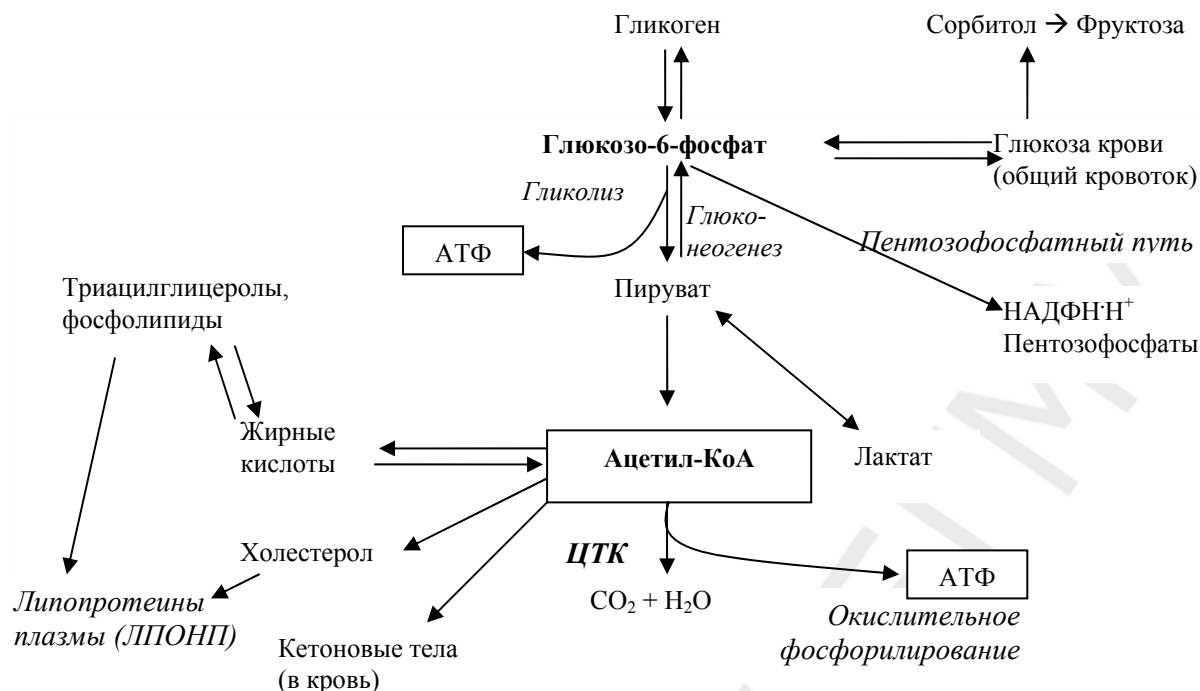 Гликоген
Сорбитол → Фруктоза
Глюкозо-6-фосфат
Глюкоза крови
(общий кровоток)
Гликолиз
Глюко-
неогенез
Пентозофосфатный путь
АТФ
Пируват
Триацилглицеролы,
фосфолипиды
НАДФН·Н⁺
Пентозофосфаты
Жирные
кислоты
Ацетил-КоА
Лактат
Холестерол
ЦТК
АТФ
CO₂ + H₂O
Липопротеины
плазмы (ЛПОНП)
Окислительное
фосфорилирование
Кетоновые тела
(в кровь)